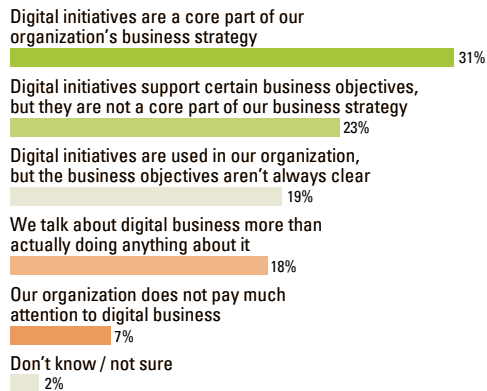 Digital initiatives are a core part of our
organization’s business strategy
31%
Digital initiatives support certain business objectives,
but they are not a core part of our business strategy
23%
Digital initiatives are used in our organization,
but the business objectives aren’t always clear
19%
We talk about digital business more than
actually doing anything about it
18%
Our organization does not pay much
attention to digital business
7%
Don’t know / not sure
2%